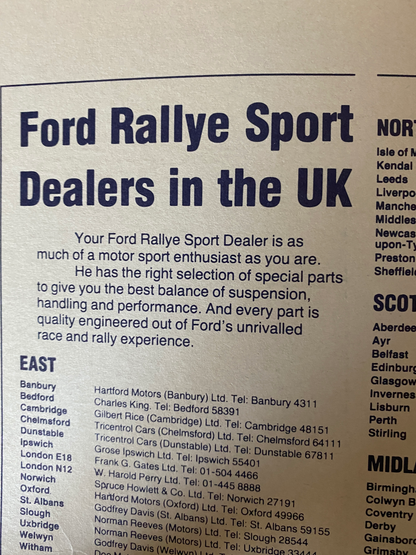 Ford Rallye Sport
Dealers in the UK
Your Ford Rallye Sport Dealer is as
much of a motor sport enthusiast as you are.
He has the right selection of special parts
to give you the best balance of suspension,
handling and performance. And every part is
quality engineered out of Ford's unrivalled
race and rally experience.
EAST
Banbury Hartford Motors (Banbury) Ltd. Tel: Banbury 4311
Bedford Charles King. Tel: Bedford 58391
Cambridge Gilbert Rice (Cambridge) Ltd. Tel: Cambridge 48151
Chelmsford Tricentrol Cars (Chelmsford) Ltd. Tel: Chelmsford 64111
Dunstable Tricentrol Cars (Dunstable) Ltd. Tel: Dunstable 67811
Ipswich Grose Ipswich Ltd. Tel: Ipswich 55401
London E18 Frank G. Gates Ltd. Tel: 01-504 4466
London N12 W. Harold Perry Ltd. Tel: 01-445 8888
Norwich Spruce Howlett & Co. Ltd. Tel: Norwich 27191
Oxford Hartford Motors (Oxford) Ltd. Tel: Oxford 49966
St. Albans Godfrey Davis (St. Albans) Ltd. Tel: St. Albans 59155
Slough Norman Reeves (Motors) Ltd. Tel: Slough 28544
Uxbridge Norman Reeves (Motors) Ltd. Tel: Uxbridge
Welwyn Godfrey Davis (Welwyn) Ltd.
Witham
NORT
Isle of M
Kendal
Leeds
Liverpo
Manche
Middles
Newcas
upon-Ty
Preston
Sheffiel
SCOT
Aberdee
Ayr
Belfast
Edinburg
Glasgow
Invernes
Lisburn
Perth
Stirling
MIDL
Birmingh
Colwyn B
Coventry
Derby
Gainsbor